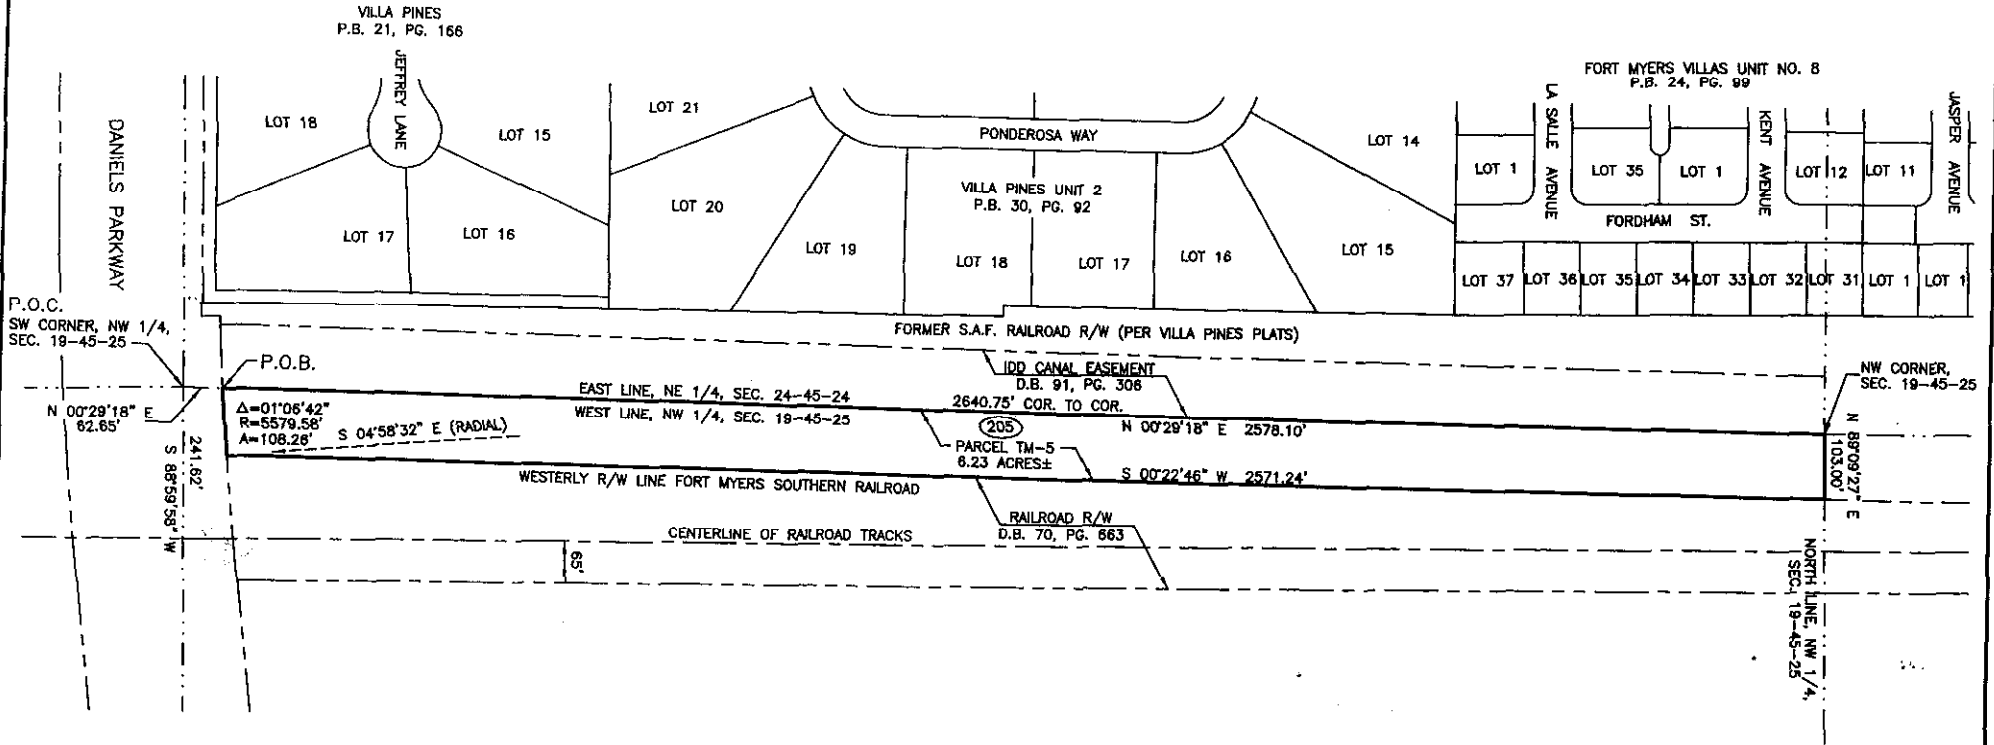 VILLA PINES
P.B. 21, PG. 166
JEFFREY LANE
LOT 18
LOT 15
LOT 17
LOT 16
DANIELS PARKWAY
LOT 21
LOT 20
LOT 19
PONDEROSA WAY
VILLA PINES UNIT 2
P.B. 30, PG. 92
LOT 18
LOT 17
LOT 16
LOT 15
LOT 14
FORT MYERS VILLAS UNIT NO. 8
P.B. 24, PG. 99
LA SALLE AVENUE
KENT AVENUE
JASPER AVENUE
LOT 1
LOT 35
LOT 1
LOT 12
LOT 11
FORDHAM ST.
LOT 37
LOT 36
LOT 35
LOT 34
LOT 33
LOT 32
LOT 31
LOT 1
LOT 1
P.O.C.
SW CORNER, NW 1/4,
SEC. 19-45-25
P.O.B.
FORMER S.A.F. RAILROAD R/W (PER VILLA PINES PLATS)
IDD CANAL EASEMENT
D.B. 91, PG. 306
NW CORNER,
SEC. 19-45-25
N 00°29'18" E
62.65'
Δ=01°06'42"
R=5579.58'
A=108.26'
S 04°58'32" E (RADIAL)
EAST LINE, NE 1/4, SEC. 24-45-24
WEST LINE, NW 1/4, SEC. 19-45-25
2640.75' COR. TO COR.
N 00°29'18" E 2578.10'
205
PARCEL TM-5
6.23 ACRES±
S 00°22'46" W 2571.24'
N 89°09'27" E
103.00'
241.62'
S 88°59'58" W
WESTERLY R/W LINE FORT MYERS SOUTHERN RAILROAD
RAILROAD R/W
D.B. 70, PG. 663
CENTERLINE OF RAILROAD TRACKS
65'
NORTH LINE, NW 1/4,
SEC. 19-45-25